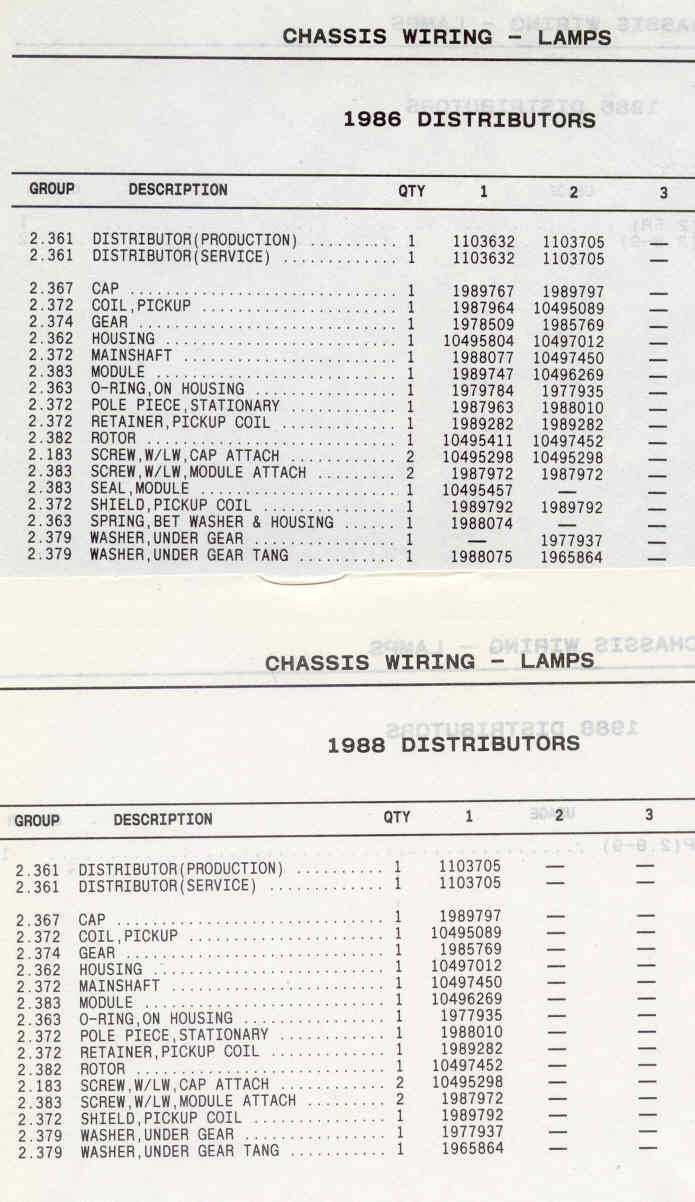 CHASSIS WIRING – LAMPS
1986 DISTRIBUTORS
GROUP DESCRIPTION QTY 1 2 3
2.361 DISTRIBUTOR(PRODUCTION) .......... 1 1103632 1103705
2.361 DISTRIBUTOR(SERVICE) ............. 1 1103632 1103705 —
2.367 CAP .............................. 1 1989767 1989797 —
2.372 COIL,PICKUP ...................... 1 1987964 10495089 —
2.374 GEAR ............................. 1 1978509 1985769 —
2.362 HOUSING .......................... 1 10495804 10497012 —
2.372 MAINSHAFT ........................ 1 1988077 10497450 —
2.383 MODULE ........................... 1 1989747 10496269 —
2.363 O-RING,ON HOUSING ................ 1 1979784 1977935 —
2.372 POLE PIECE,STATIONARY ............ 1 1987963 1988010 —
2.372 RETAINER,PICKUP COIL ............. 1 1989282 1989282 —
2.382 ROTOR ............................ 1 10495411 10497452 —
2.183 SCREW,W/LW,CAP ATTACH ............ 2 10495298 10495298 —
2.383 SCREW,W/LW,MODULE ATTACH ......... 2 1987972 1987972 —
2.383 SEAL,MODULE ...................... 1 10495457 — —
2.372 SHIELD,PICKUP COIL ............... 1 1989792 1989792 —
2.363 SPRING,BET WASHER & HOUSING ...... 1 1988074 — —
2.379 WASHER,UNDER GEAR ................ 1 — 1977937 —
2.379 WASHER,UNDER GEAR TANG ........... 1 1988075 1965864 —
CHASSIS WIRING – LAMPS
1988 DISTRIBUTORS
GROUP DESCRIPTION QTY 1 2 3
2.361 DISTRIBUTOR(PRODUCTION) .......... 1 1103705 — —
2.361 DISTRIBUTOR(SERVICE) ............. 1 1103705 — —
2.367 CAP .............................. 1 1989797 — —
2.372 COIL,PICKUP ...................... 1 10495089 — —
2.374 GEAR ............................. 1 1985769 — —
2.362 HOUSING .......................... 1 10497012 — —
2.372 MAINSHAFT ........................ 1 10497450 — —
2.383 MODULE ........................... 1 10496269 — —
2.363 O-RING,ON HOUSING ................ 1 1977935 — —
2.372 POLE PIECE,STATIONARY ............ 1 1988010 — —
2.372 RETAINER,PICKUP COIL ............. 1 1989282 — —
2.382 ROTOR ............................ 1 10497452 — —
2.183 SCREW,W/LW,CAP ATTACH ............ 2 10495298 — —
2.383 SCREW,W/LW,MODULE ATTACH ......... 2 1987972 — —
2.372 SHIELD,PICKUP COIL ............... 1 1989792 — —
2.379 WASHER,UNDER GEAR ................ 1 1977937 — —
2.379 WASHER,UNDER GEAR TANG ........... 1 1965864 — —